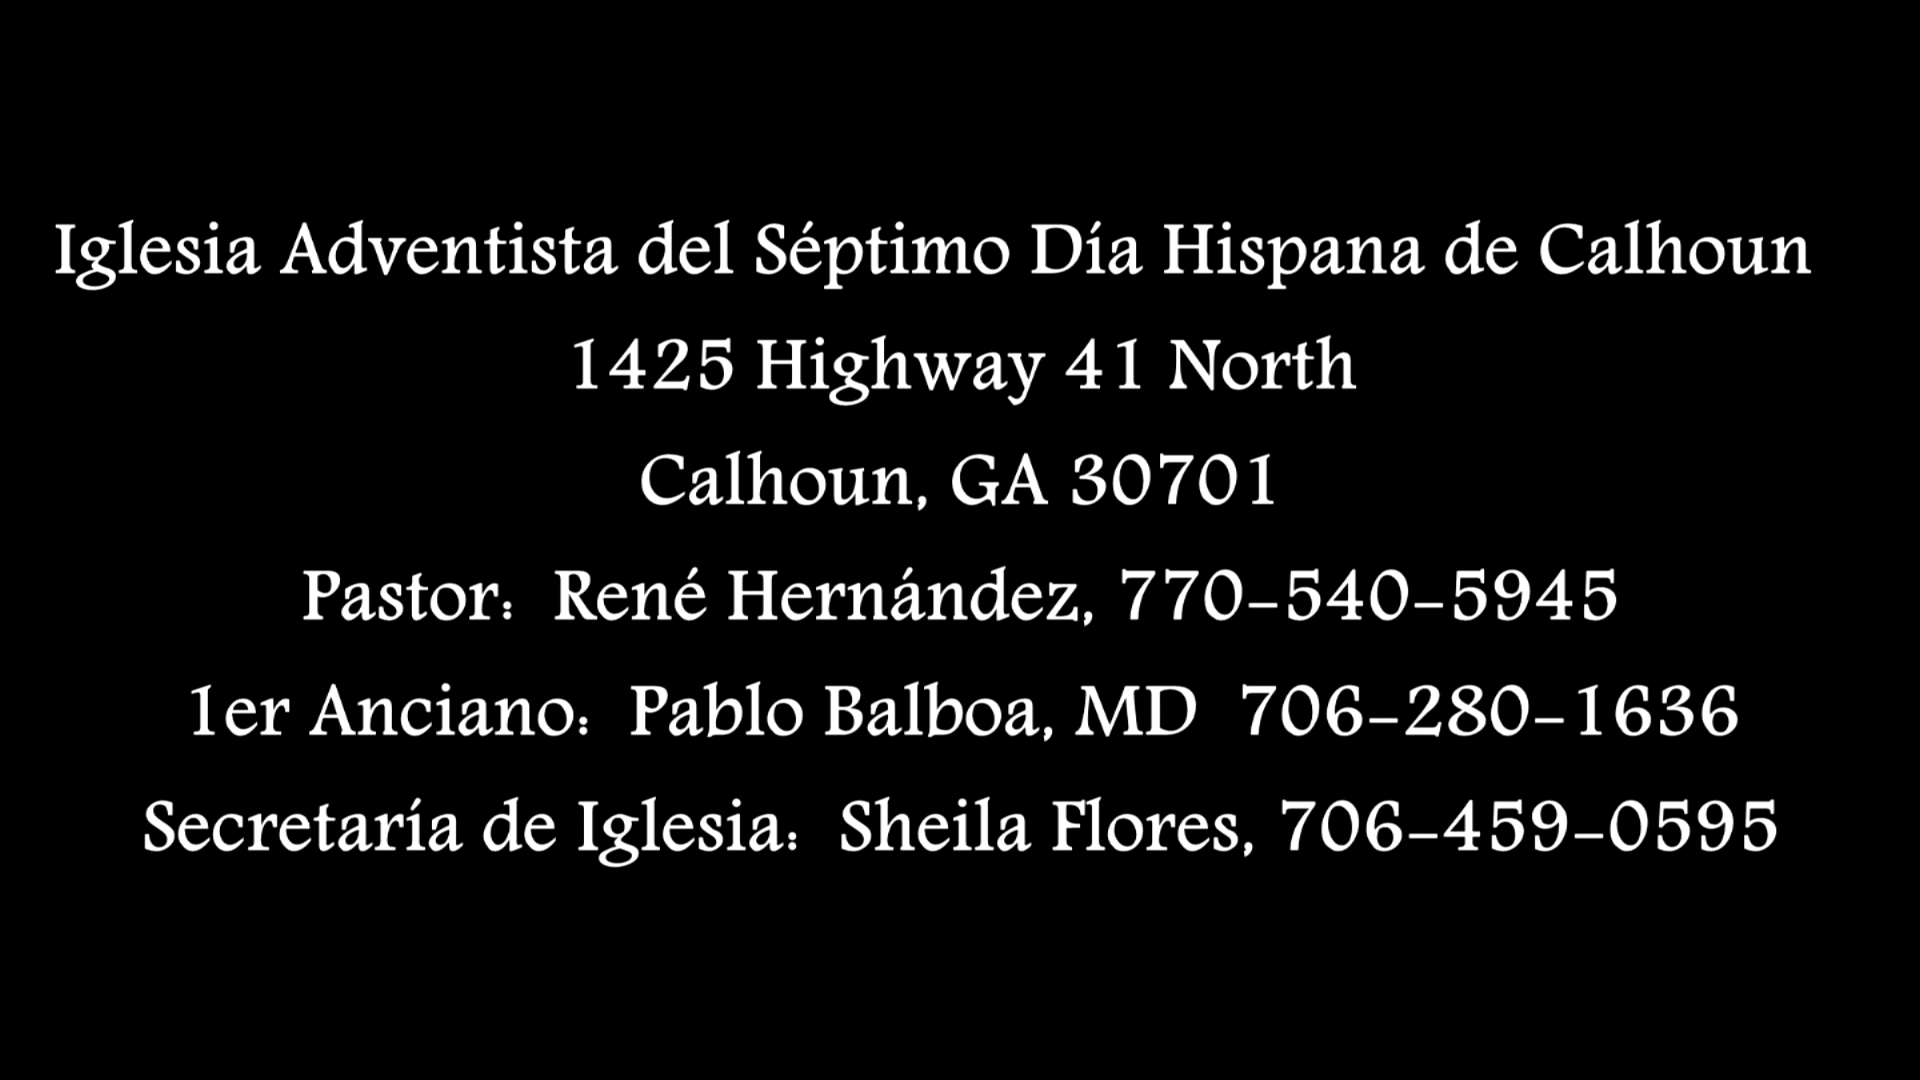 Iglesia Adventista del Séptimo Día Hispana de Calhoun
1425 Highway 41 North
Calhoun, GA 30701
Pastor: René Hernández, 770-540-5945
1er Anciano: Pablo Balboa, MD 706-280-1636
Secretaría de Iglesia: Sheila Flores, 706-459-0595